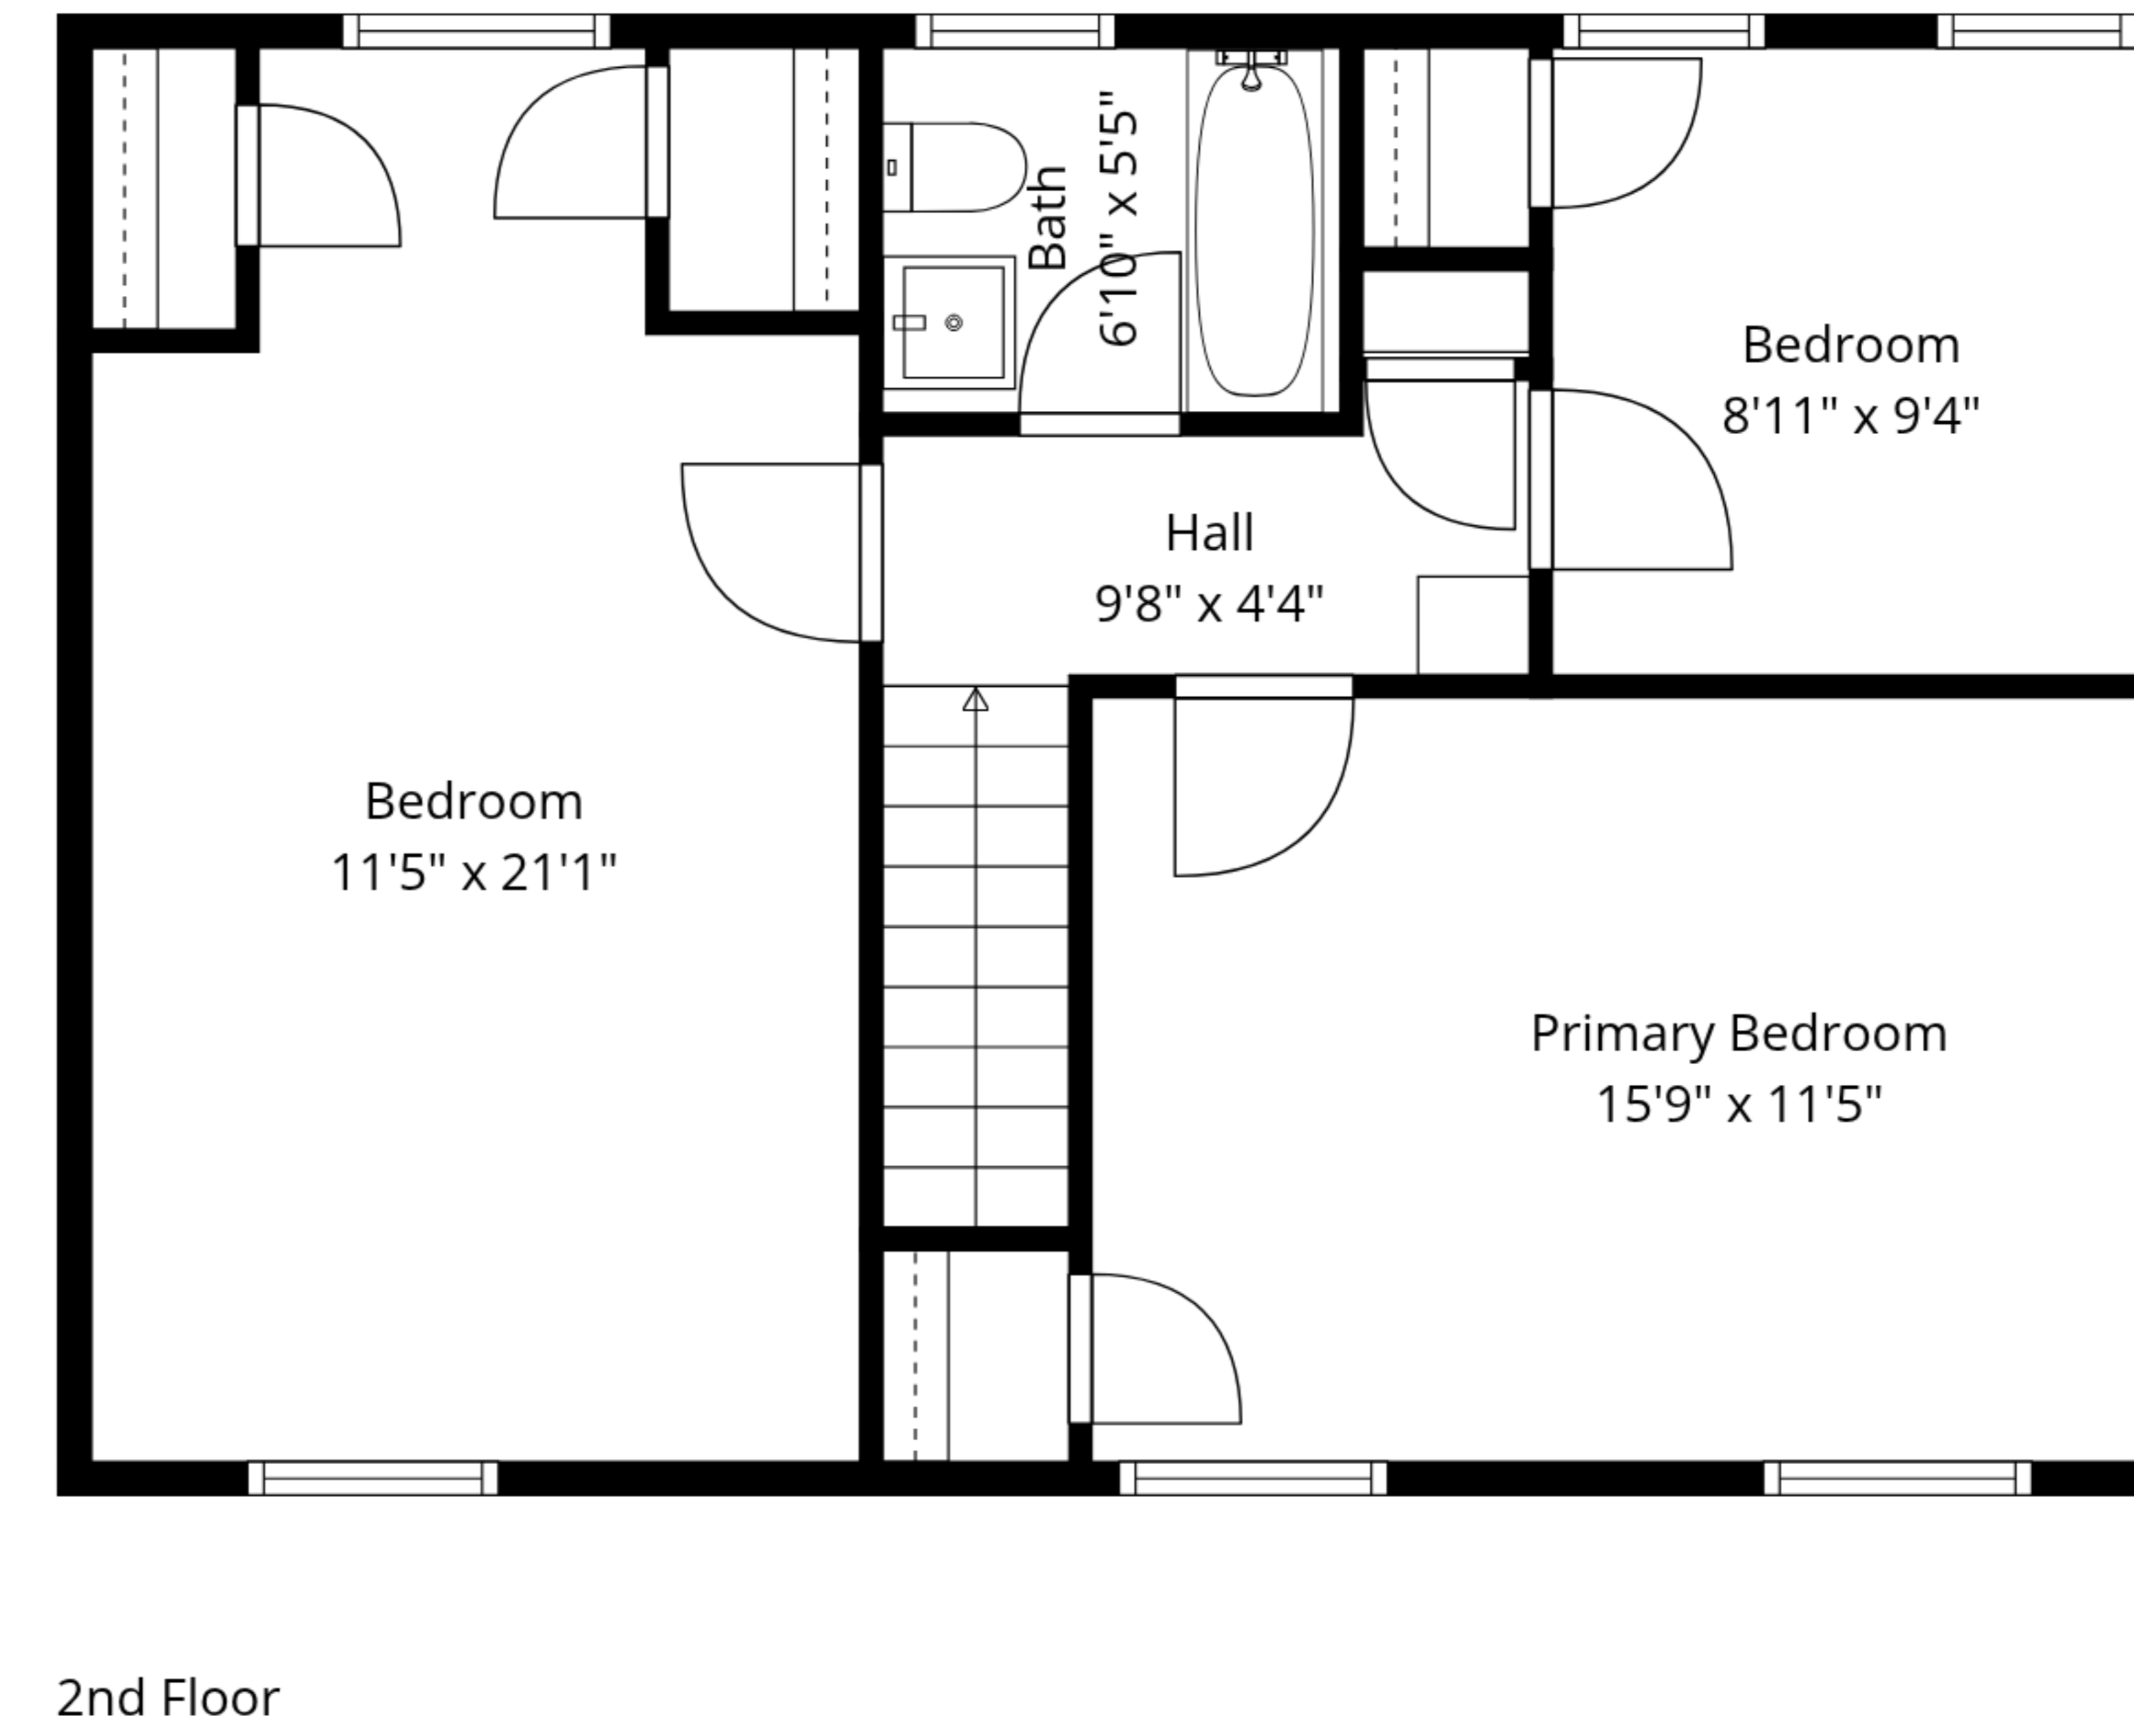 Bath
6'10" x 5'5"
Bedroom
8'11" x 9'4"
Hall
9'8" x 4'4"
Bedroom
11'5" x 21'1"
Primary Bedroom
15'9" x 11'5"
2nd Floor